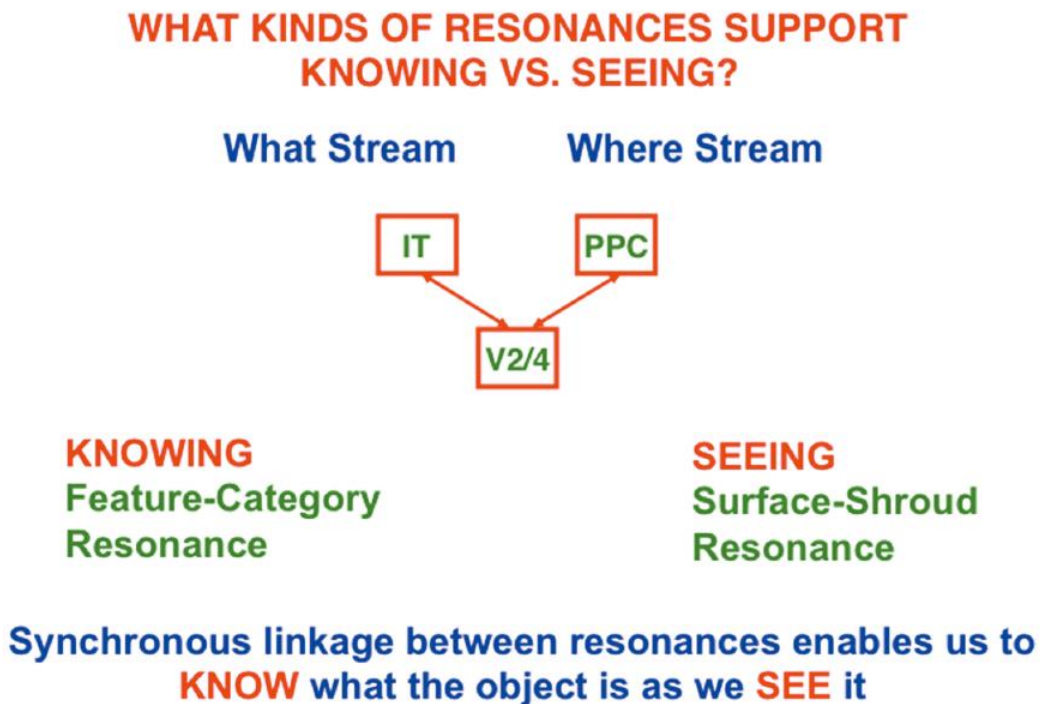 WHAT KINDS OF RESONANCES SUPPORT
KNOWING VS. SEEING?
What Stream
Where Stream
IT
PPC
V2/4
KNOWING
Feature-Category
Resonance
SEEING
Surface-Shroud
Resonance
Synchronous linkage between resonances enables us to
KNOW what the object is as we SEE it